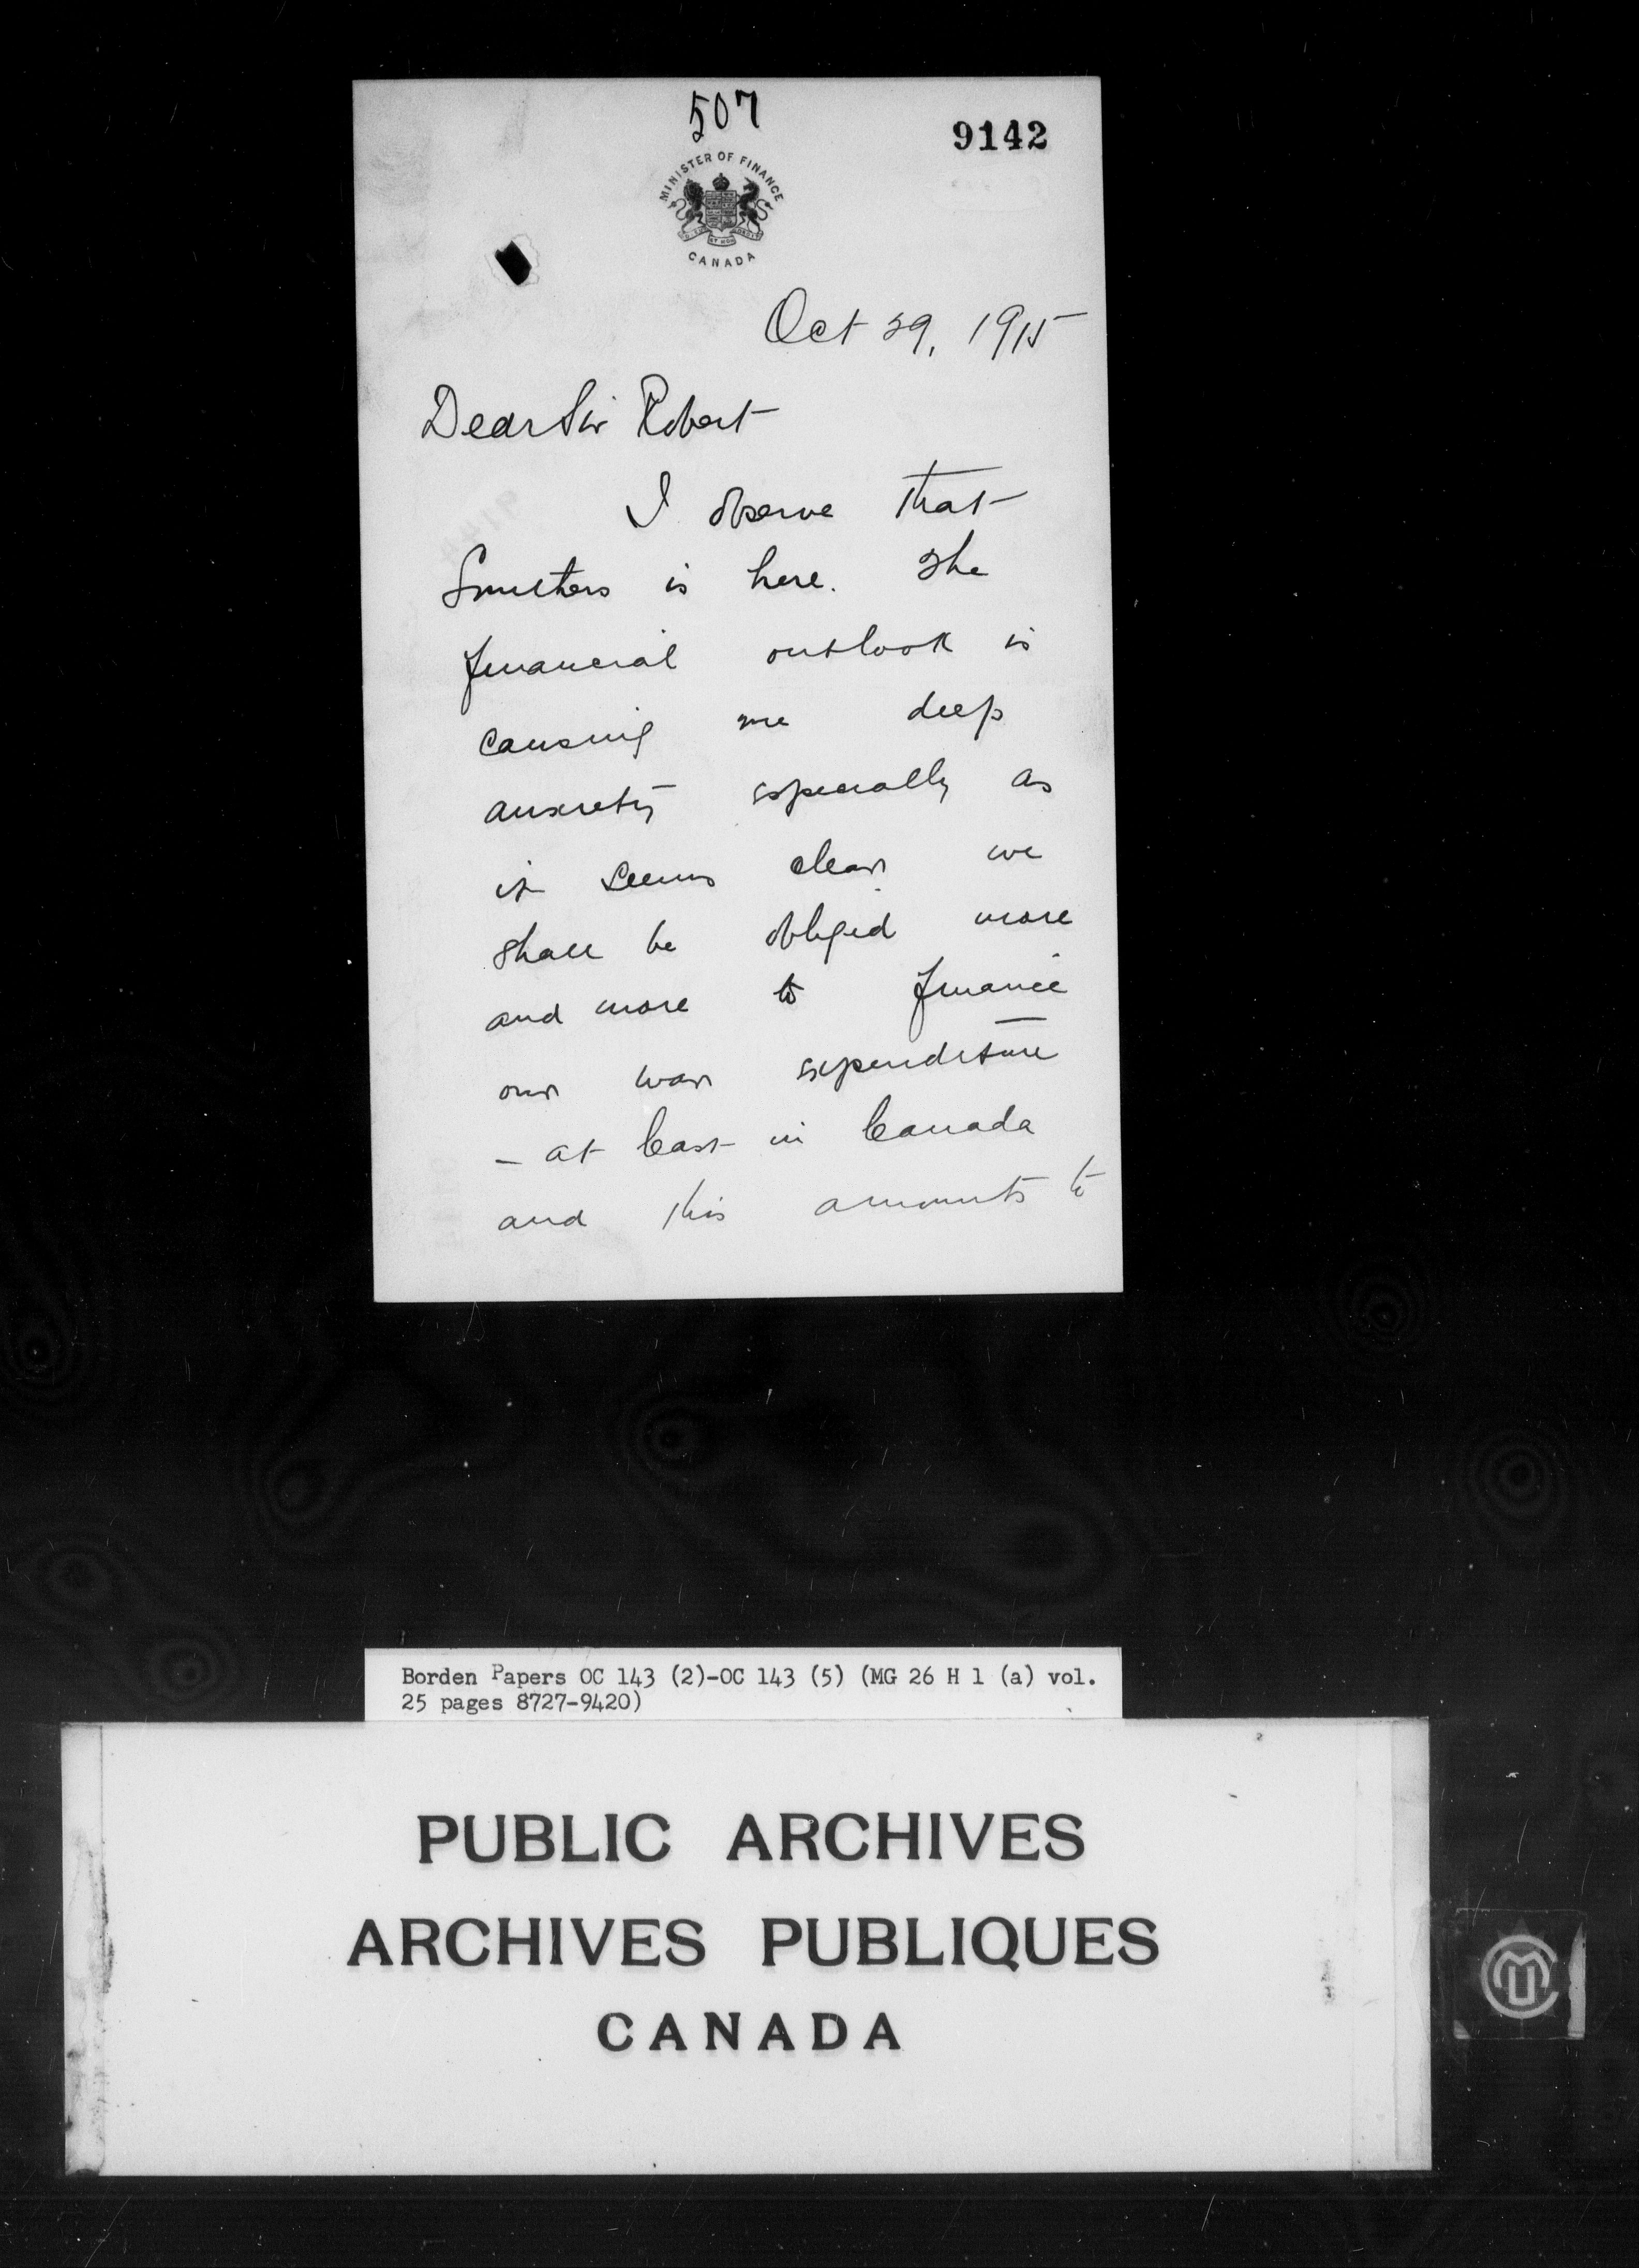 507
9142
MINISTER OF FINANCE
CANADA
Oct 29, 1915
Dear Sir Robert
I observe that
Smithers is here. The
financial outlook is
causing me deep
anxiety especially as
it seems clear we
shall be obliged more
and more to finance
our war expenditure
- at least in Canada
and this amounts to
Borden Papers OC 143 (2)-OC 143 (5) (MG 26 H 1 (a) vol.
25 pages 8727-9420)
PUBLIC ARCHIVES
ARCHIVES PUBLIQUES
CANADA